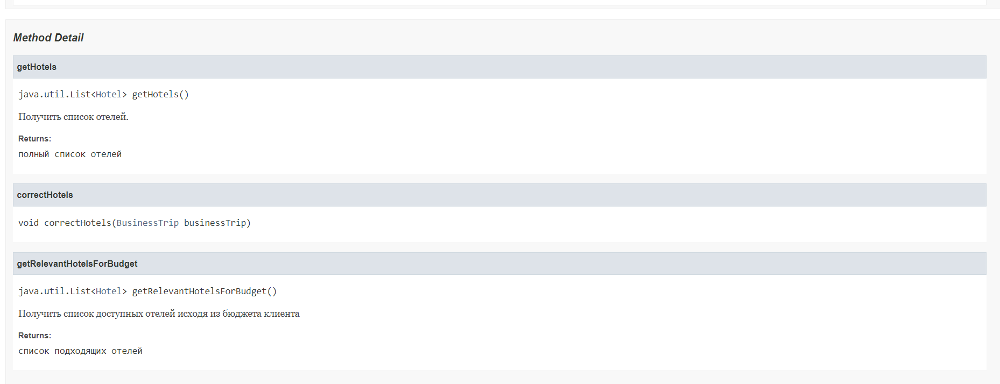 Method Detail
getHotels
java.util.List<Hotel> getHotels()
Получить список отелей.
Returns:
полный список отелей
correctHotels
void correctHotels(BusinessTrip businessTrip)
getRelevantHotelsForBudget
java.util.List<Hotel> getRelevantHotelsForBudget()
Получить список доступных отелей исходя из бюджета клиента
Returns:
список подходящих отелей